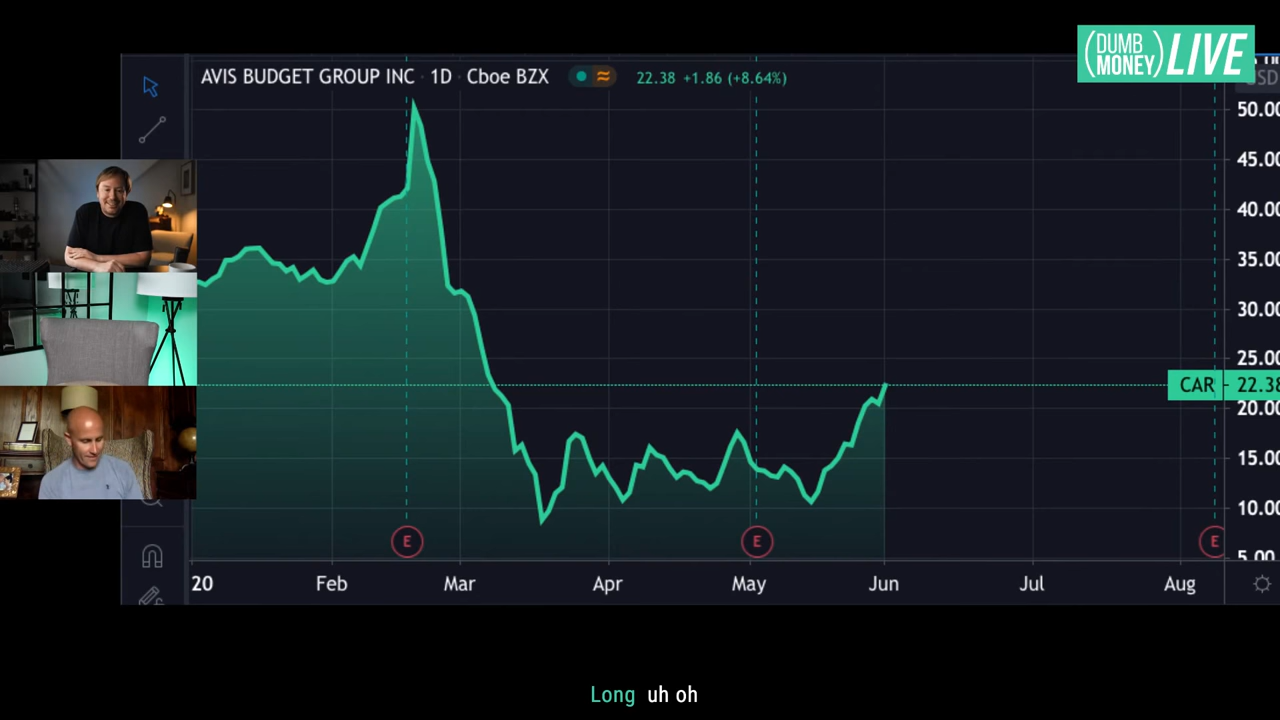 (DUMB MONEY) LIVE
AVIS BUDGET GROUP INC · 1D · Cboe BZX 22.38 +1.86 (+8.64%)
USD
50.00
45.00
40.00
35.00
30.00
25.00
CAR 22.38
20.00
15.00
10.00
5.00
E E E
20 Feb Mar Apr May Jun Jul Aug
Long uh oh